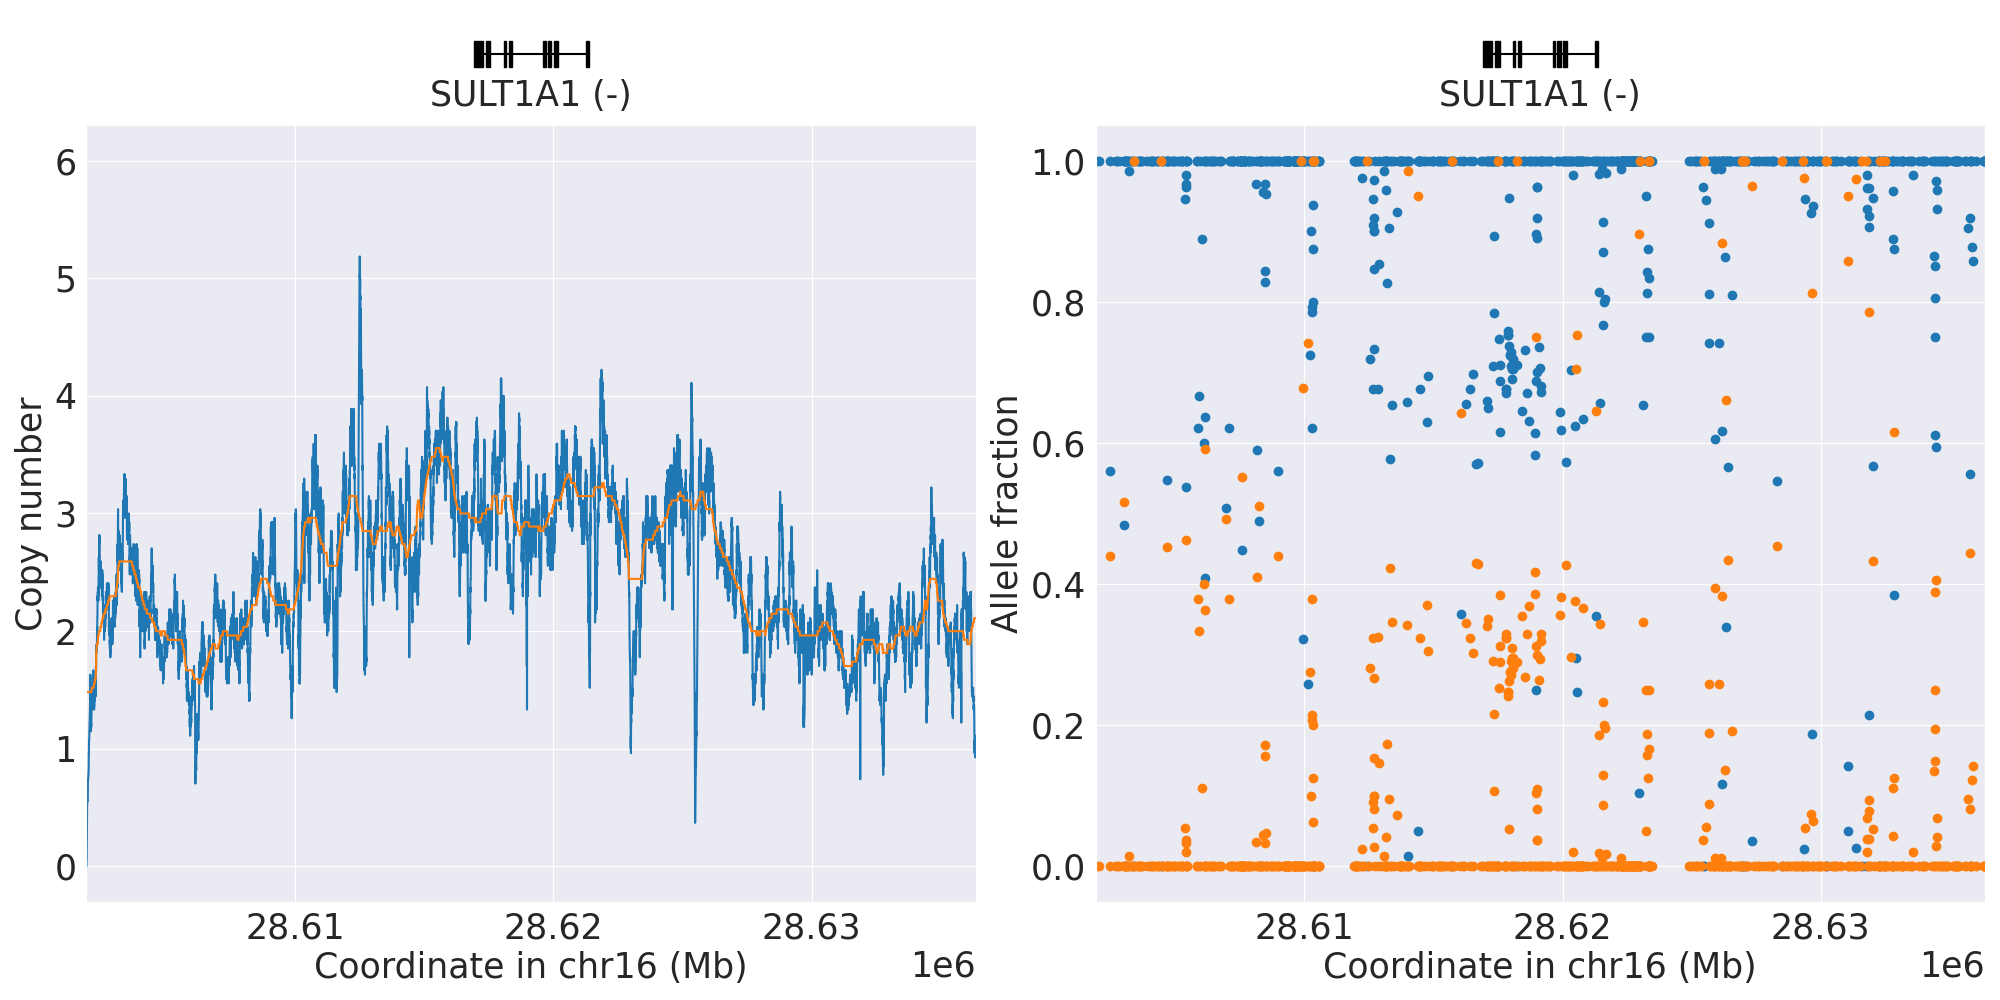 SULT1A1 (-)
6
5
4
3
2
1
0
Copy number
28.61
28.62
28.63
Coordinate in chr16 (Mb)
1e6
SULT1A1 (-)
1.0
0.8
0.6
0.4
0.2
0.0
Allele fraction
28.61
28.62
28.63
Coordinate in chr16 (Mb)
1e6